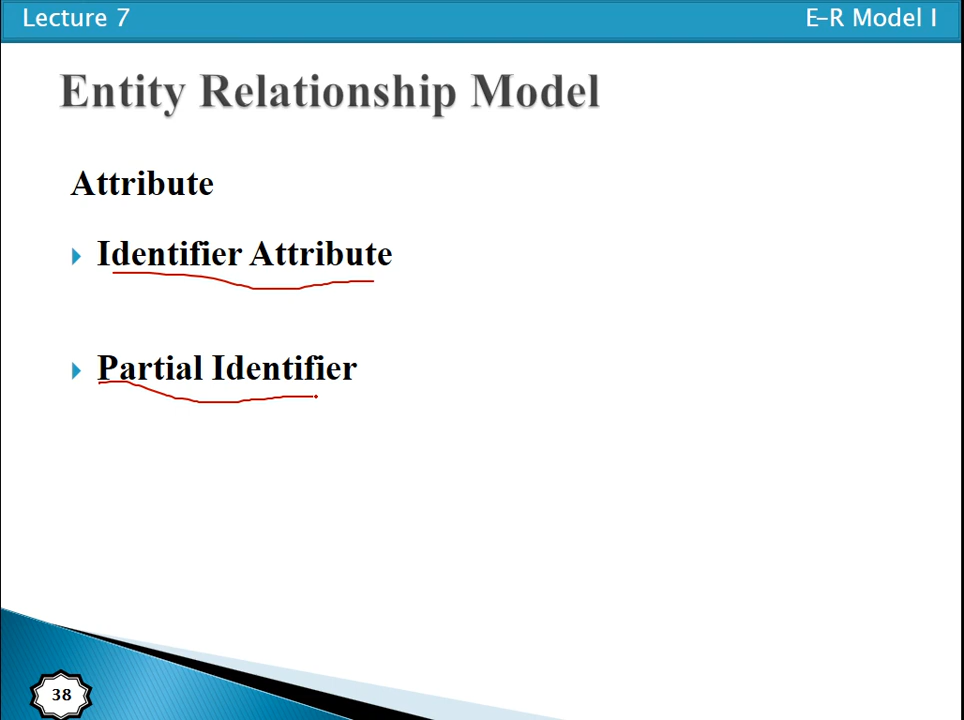 Lecture 7
E-R Model I
Entity Relationship Model
Attribute
Identifier Attribute
Partial Identifier
38